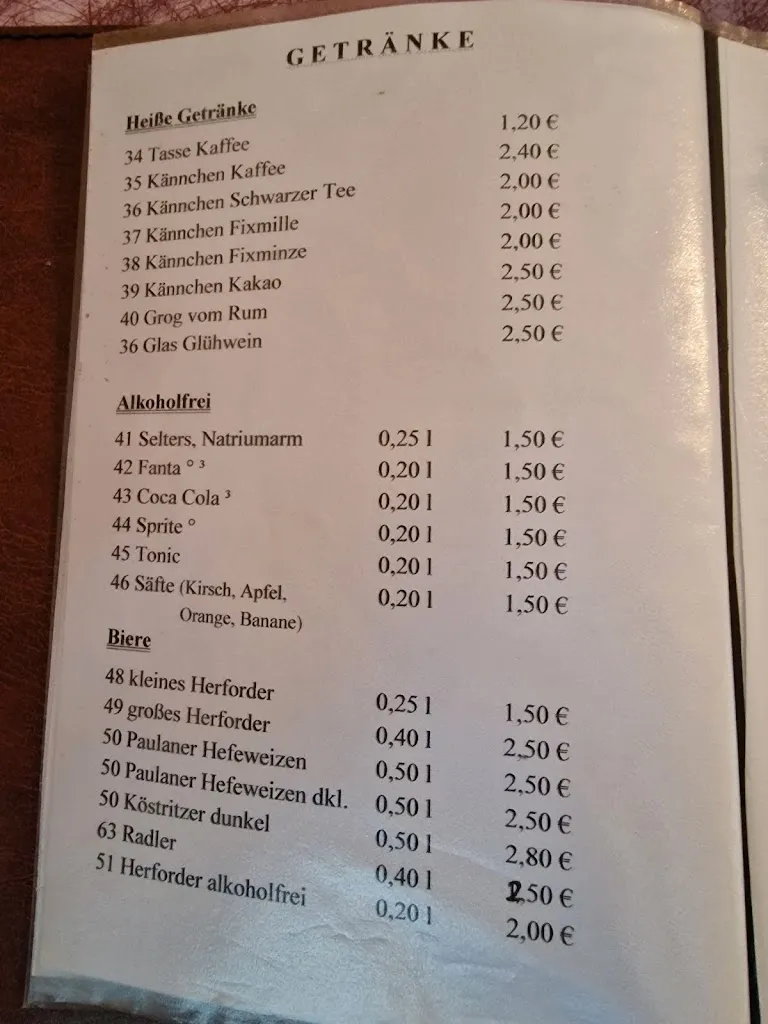 GETRÄNKE
Heiße Getränke
34 Tasse Kaffee 1,20 €
35 Kännchen Kaffee 2,40 €
36 Kännchen Schwarzer Tee 2,00 €
37 Kännchen Fixmille 2,00 €
38 Kännchen Fixminze 2,00 €
39 Kännchen Kakao 2,50 €
40 Grog vom Rum 2,50 €
36 Glas Glühwein 2,50 €
Alkoholfrei
41 Selters, Natriumarm 0,25 l 1,50 €
42 Fanta ° ³ 0,20 l 1,50 €
43 Coca Cola ³ 0,20 l 1,50 €
44 Sprite ° 0,20 l 1,50 €
45 Tonic 0,20 l 1,50 €
46 Säfte (Kirsch, Apfel, 0,20 l 1,50 €
Orange, Banane)
Biere
48 kleines Herforder 0,25 l 1,50 €
49 großes Herforder 0,40 l 2,50 €
50 Paulaner Hefeweizen 0,50 l 2,50 €
50 Paulaner Hefeweizen dkl. 0,50 l 2,50 €
50 Köstritzer dunkel 0,50 l 2,80 €
63 Radler 0,40 l 2,50 €
51 Herforder alkoholfrei 0,20 l 2,00 €